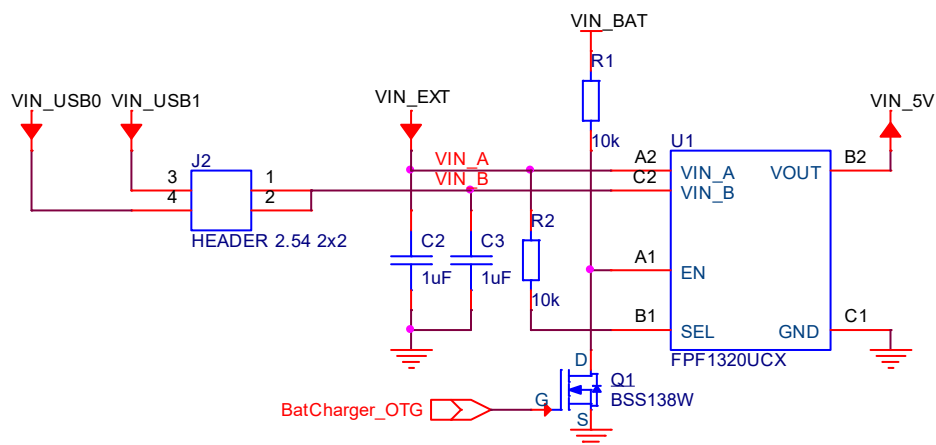 VIN_BAT
R1
10k
VIN_USB0
VIN_USB1
VIN_EXT
VIN_5V
J2
3
4
1
2
HEADER 2.54 2x2
VIN_A
VIN_B
C2
1uF
C3
1uF
R2
10k
U1
A2
C2
A1
B1
B2
C1
VIN_A
VIN_B
VOUT
EN
SEL
GND
FPF1320UCX
D
G
S
Q1
BSS138W
BatCharger_OTG